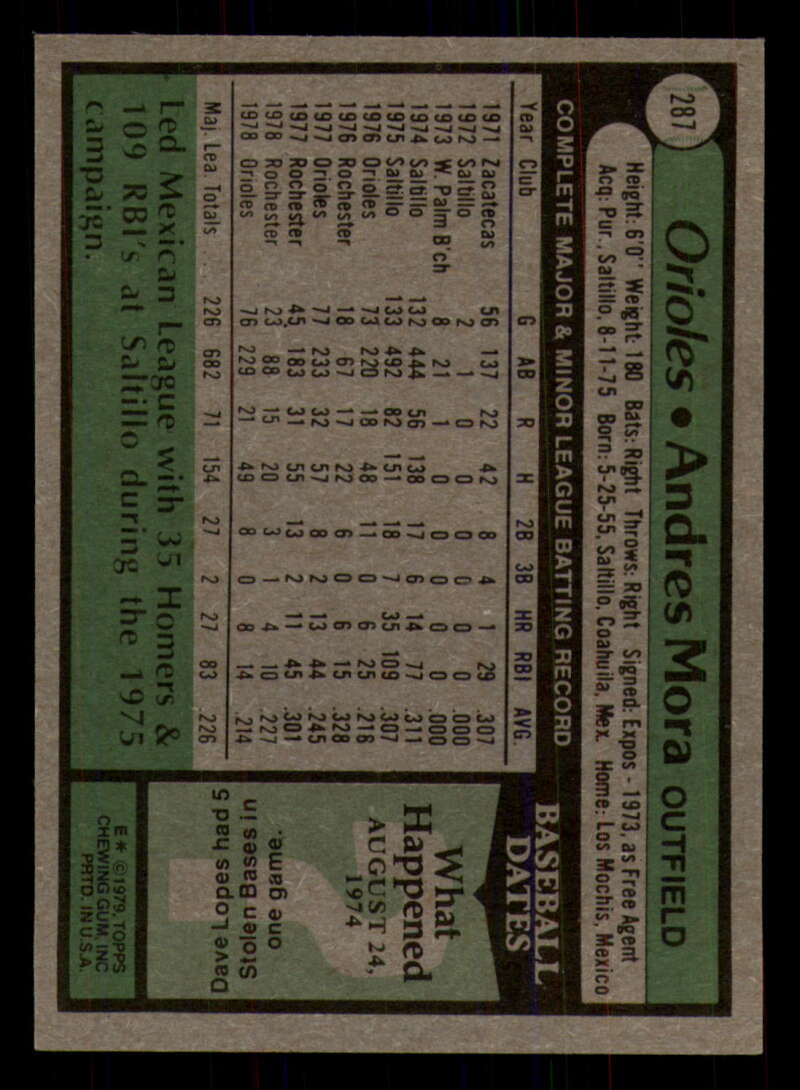 287
Orioles • Andres Mora OUTFIELD
Height: 6'0" Weight: 180 Bats: Right Throws: Right Signed: Expos - 1973, as Free Agent
Acq: Pur., Saltillo, 8-11-75 Born: 5-25-55, Saltillo, Coahuila, Mex. Home: Los Mochis, Mexico
COMPLETE MAJOR & MINOR LEAGUE BATTING RECORD
Year Club G AB R H 2B 3B HR RBI AVG.
1971 Zacatecas 56 137 22 42 8 4 1 29 .307
1972 Saltillo 2 1 0 0 0 0 0 0 .000
1973 W. Palm B'ch 8 21 1 0 0 0 0 0 .000
1974 Saltillo 132 444 56 138 17 6 14 77 .311
1975 Saltillo 133 492 82 151 18 7 35 109 .307
1976 Orioles 73 220 18 48 11 0 6 25 .218
1976 Rochester 18 67 17 22 6 0 6 15 .328
1977 Orioles 77 233 32 57 8 2 13 44 .245
1977 Rochester 45 183 31 55 13 2 11 45 .301
1978 Rochester 23 88 15 20 3 1 4 10 .227
1978 Orioles 76 229 21 49 8 0 8 14 .214
Maj. Lea Totals 226 682 71 154 27 2 27 83 .226
Led Mexican League with 35 Homers &
109 RBI's at Saltillo during the 1975
campaign.
BASEBALL
DATES
What
Happened
AUGUST 24,
1974
Dave Lopes had 5
Stolen Bases in
one game.
E * ©1979, TOPPS
CHEWING GUM, INC
PRTD. IN U.S.A.